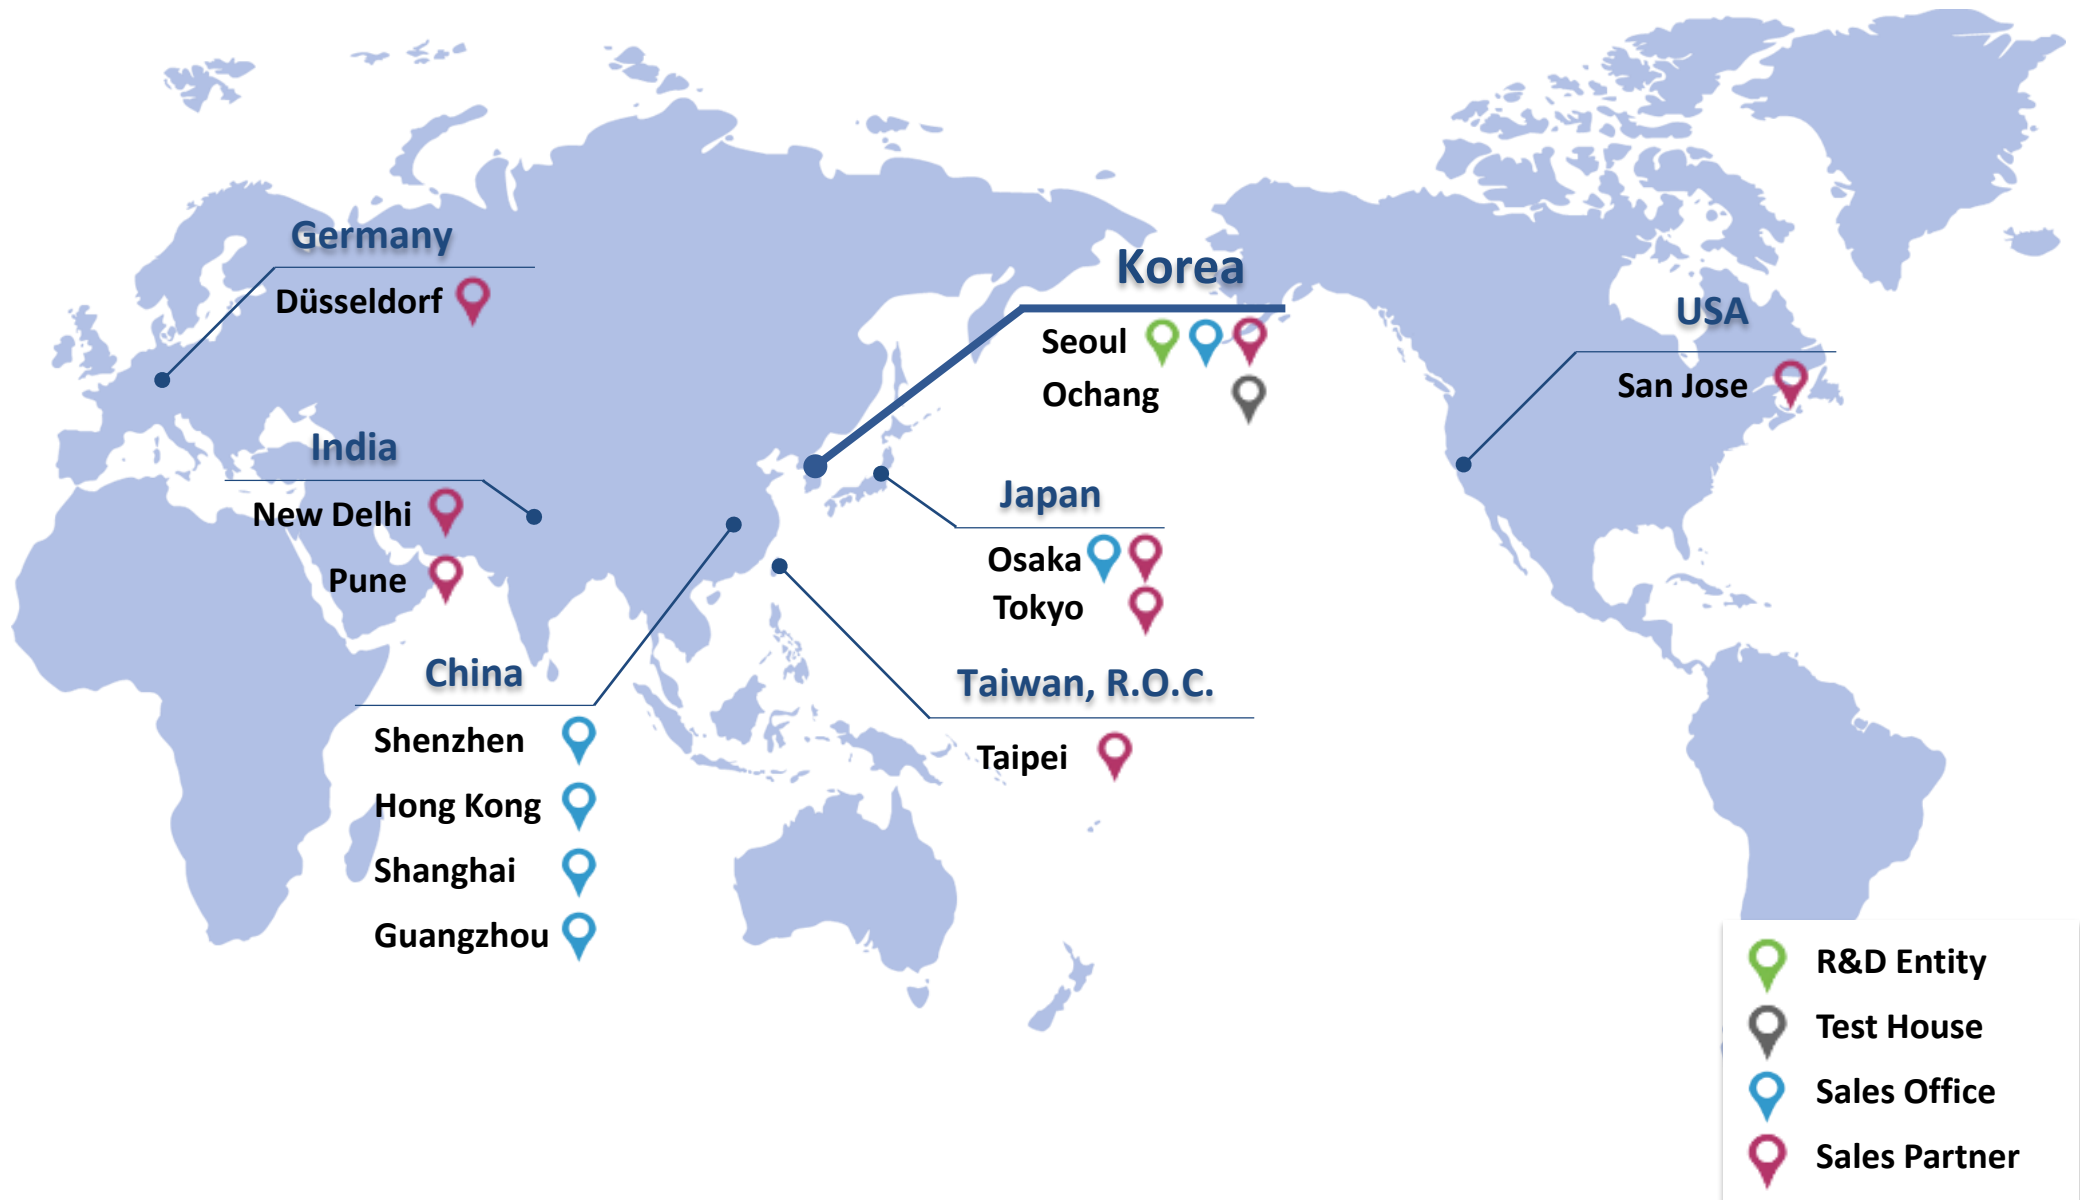 Germany
Düsseldorf
Korea
Seoul
Ochang
USA
San Jose
India
New Delhi
Pune
Japan
Osaka
Tokyo
China
Shenzhen
Hong Kong
Shanghai
Guangzhou
Taiwan, R.O.C.
Taipei
R&D Entity
Test House
Sales Office
Sales Partner